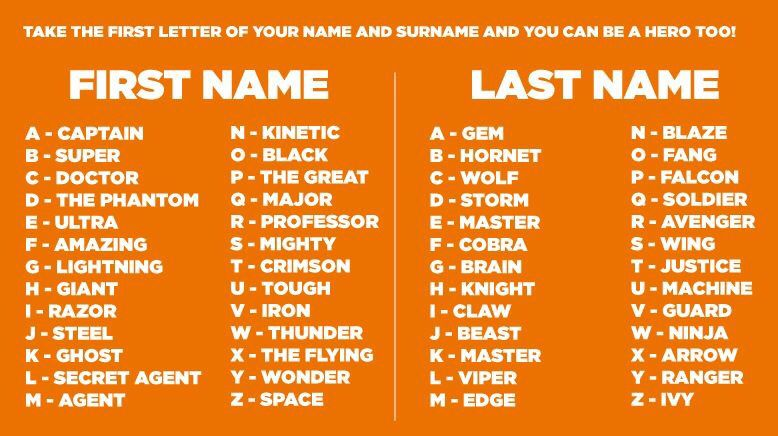 TAKE THE FIRST LETTER OF YOUR NAME AND SURNAME AND YOU CAN BE A HERO TOO!
FIRST NAME
A - CAPTAIN
B - SUPER
C - DOCTOR
D - THE PHANTOM
E - ULTRA
F - AMAZING
G - LIGHTNING
H - GIANT
I - RAZOR
J - STEEL
K - GHOST
L - SECRET AGENT
M - AGENT
N - KINETIC
O - BLACK
P - THE GREAT
Q - MAJOR
R - PROFESSOR
S - MIGHTY
T - CRIMSON
U - TOUGH
V - IRON
W - THUNDER
X - THE FLYING
Y - WONDER
Z - SPACE
LAST NAME
A - GEM
B - HORNET
C - WOLF
D - STORM
E - MASTER
F - COBRA
G - BRAIN
H - KNIGHT
I - CLAW
J - BEAST
K - MASTER
L - VIPER
M - EDGE
N - BLAZE
O - FANG
P - FALCON
Q - SOLDIER
R - AVENGER
S - WING
T - JUSTICE
U - MACHINE
V - GUARD
W - NINJA
X - ARROW
Y - RANGER
Z - IVY